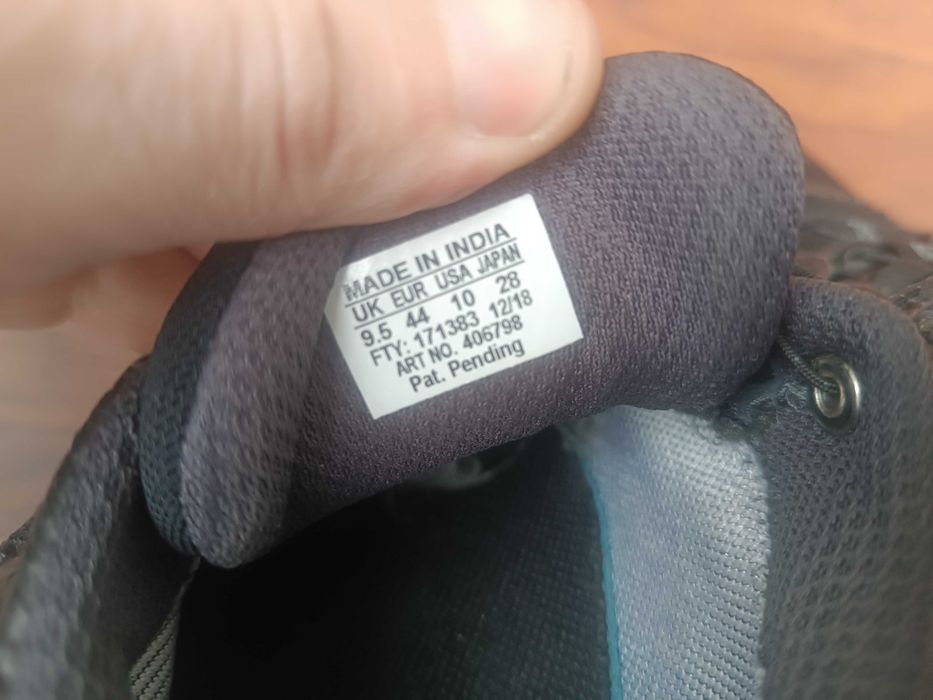 MADE IN INDIA
UK EUR USA JAPAN
9.5 44 10 28
FTY: 171383 12/18
ART NO. 406798
Pat. Pending